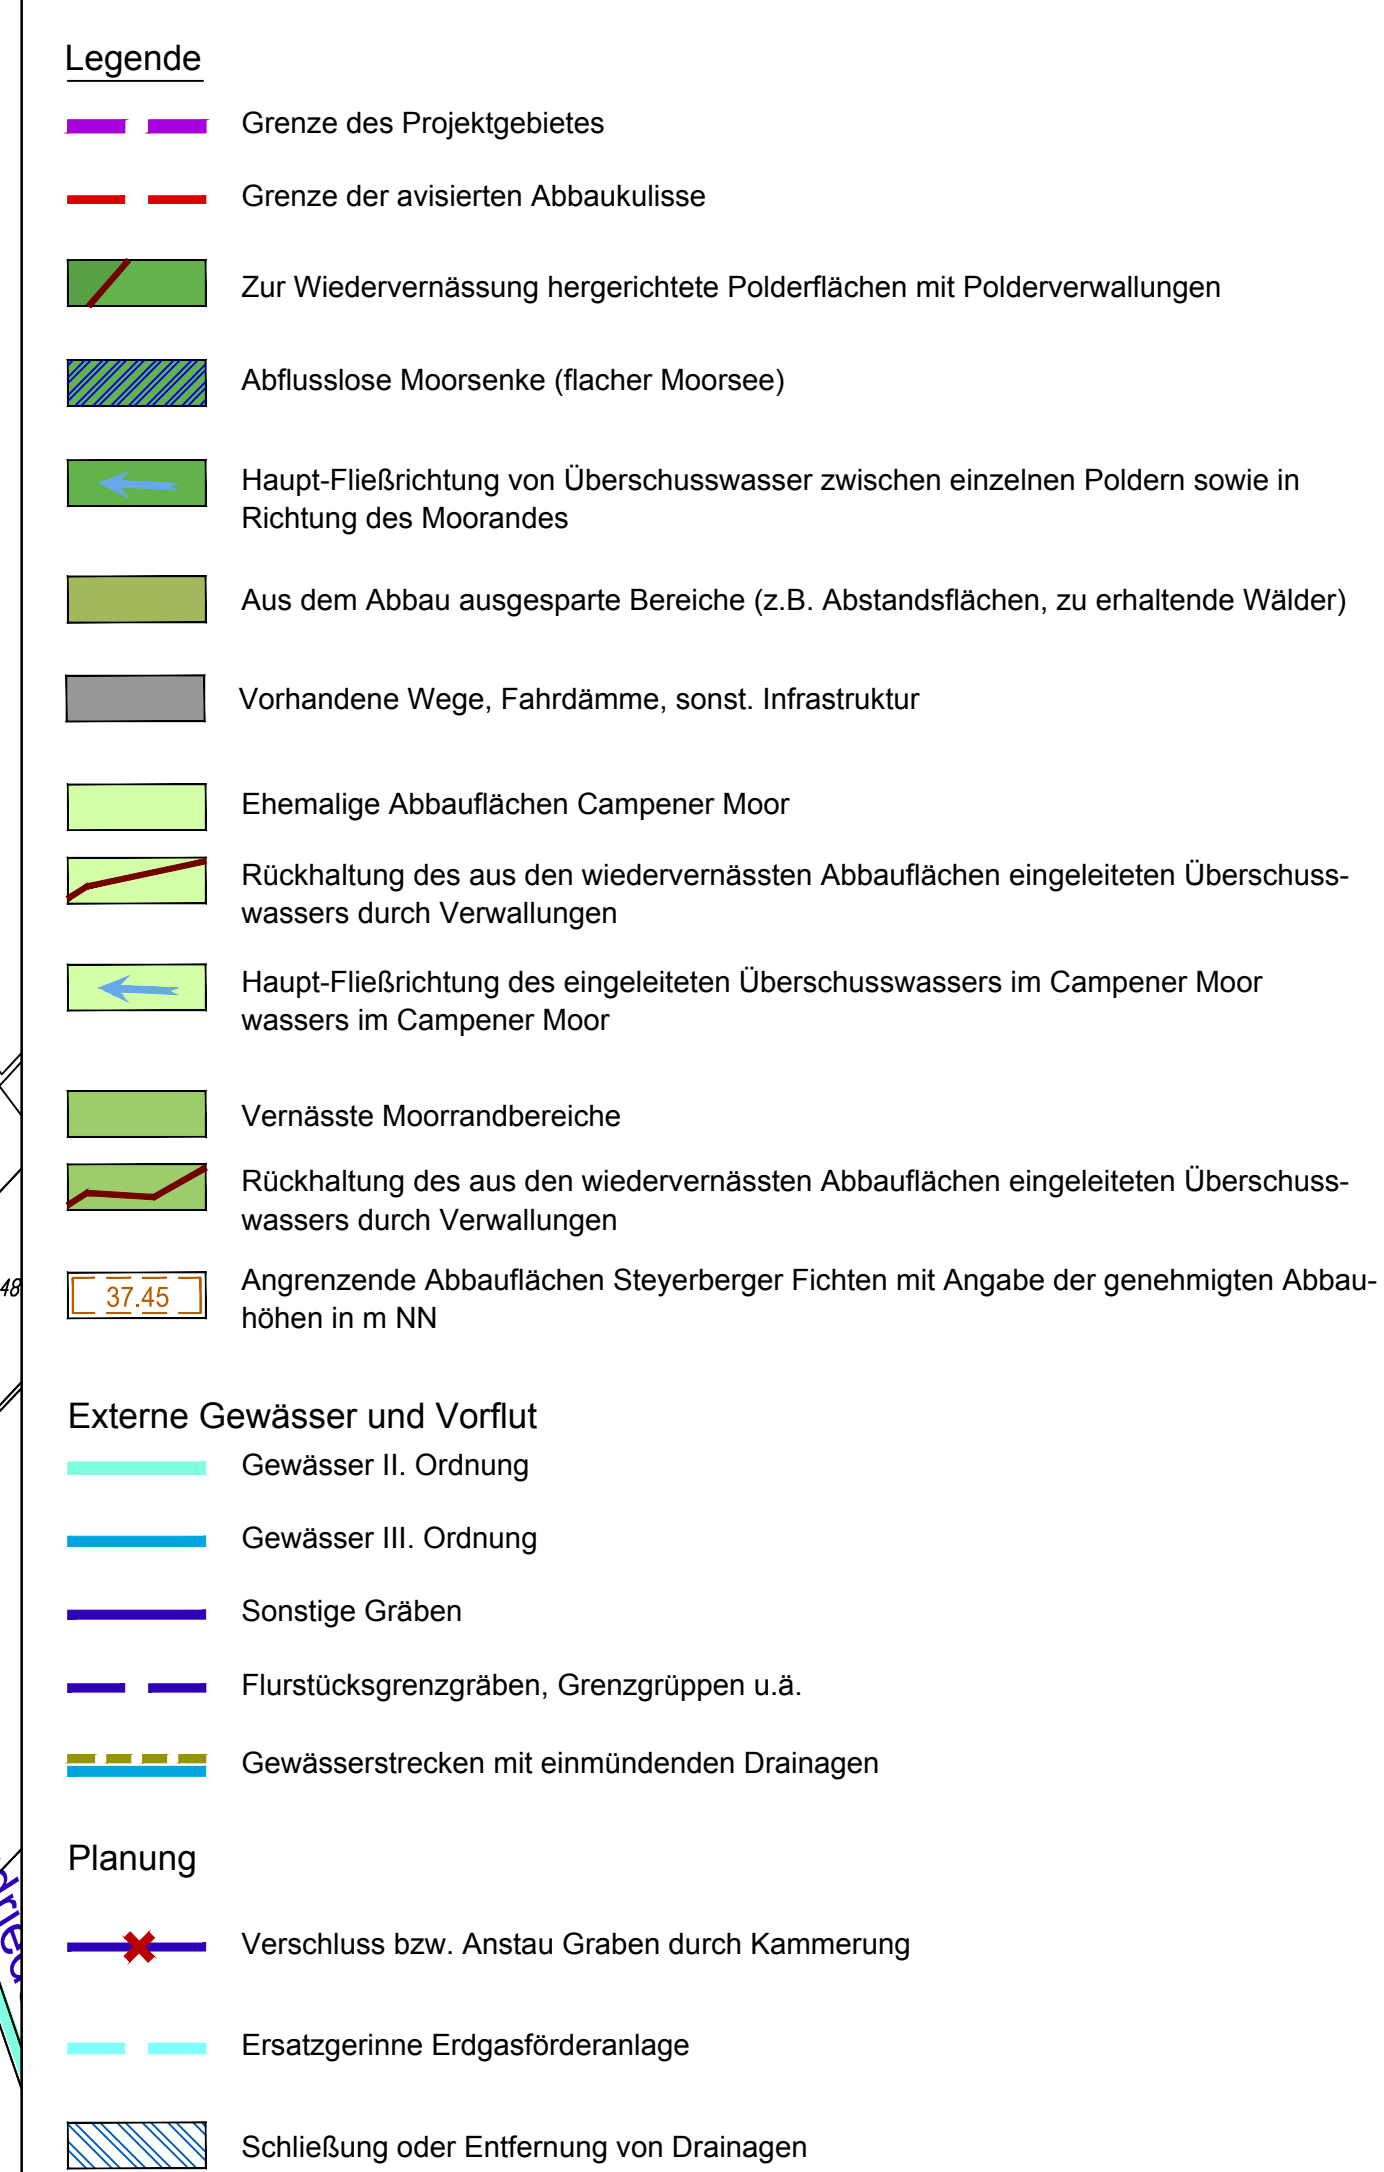 Legende
Grenze des Projektgebietes
Grenze der avisierten Abbaukulisse
Zur Wiedervernässung hergerichtete Polderflächen mit Polderverwallungen
Abflusslose Moorsenke (flacher Moorsee)
Haupt-Fließrichtung von Überschusswasser zwischen einzelnen Poldern sowie in
Richtung des Moorandes
Aus dem Abbau ausgesparte Bereiche (z.B. Abstandsflächen, zu erhaltende Wälder)
Vorhandene Wege, Fahrdämme, sonst. Infrastruktur
Ehemalige Abbauflächen Campener Moor
Rückhaltung des aus den wiedervernässten Abbauflächen eingeleiteten Überschuss-
wassers durch Verwallungen
Haupt-Fließrichtung des eingeleiteten Überschusswassers im Campener Moor
wassers im Campener Moor
Vernässte Moorrandbereiche
Rückhaltung des aus den wiedervernässten Abbauflächen eingeleiteten Überschuss-
wassers durch Verwallungen
48
37.45
Angrenzende Abbauflächen Steyerberger Fichten mit Angabe der genehmigten Abbau-
höhen in m NN
Externe Gewässer und Vorflut
Gewässer II. Ordnung
Gewässer III. Ordnung
Sonstige Gräben
Flurstücksgrenzgräben, Grenzgrüppen u.ä.
Gewässerstrecken mit einmündenden Drainagen
Planung
Verschluss bzw. Anstau Graben durch Kammerung
Ersatzgerinne Erdgasförderanlage
Schließung oder Entfernung von Drainagen